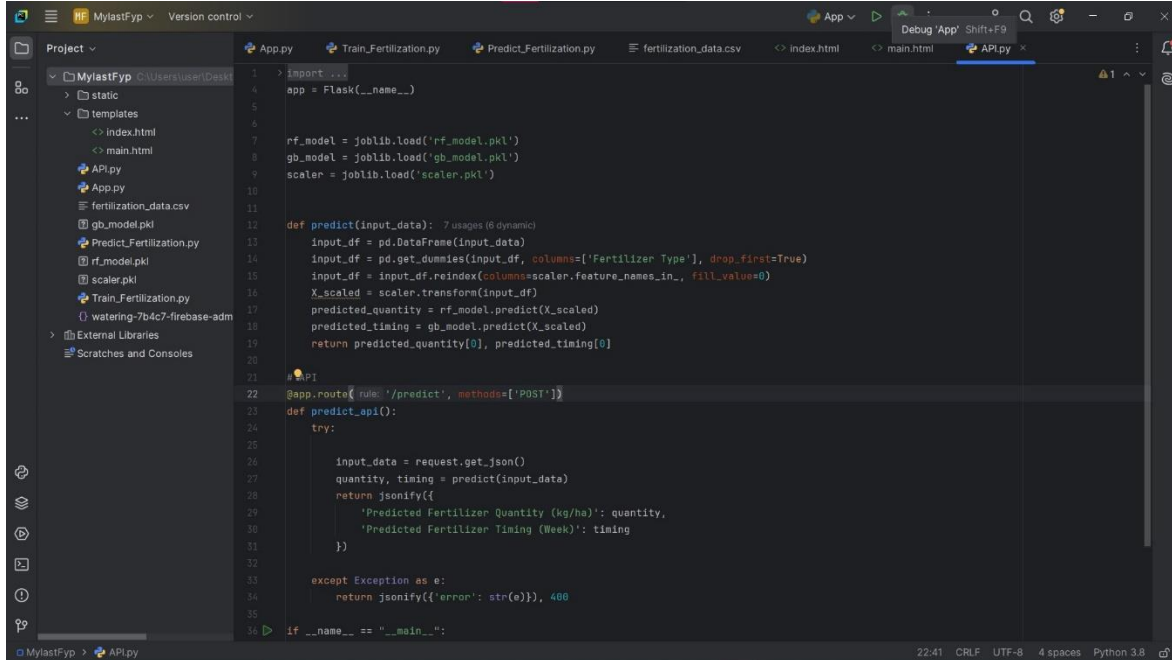 MF MylastFyp Version control App
Debug 'App' Shift+F9
Project
App.py Train_Fertilization.py Predict_Fertilization.py fertilization_data.csv index.html main.html API.py
MylastFyp C:\Users\user\Deskt
static
templates
index.html
main.html
API.py
App.py
fertilization_data.csv
gb_model.pkl
Predict_Fertilization.py
rf_model.pkl
scaler.pkl
Train_Fertilization.py
watering-7b4c7-firebase-adm
External Libraries
Scratches and Consoles
1 import ...
1
4 app = Flask(__name__)
5
6
7 rf_model = joblib.load('rf_model.pkl')
8 gb_model = joblib.load('gb_model.pkl')
9 scaler = joblib.load('scaler.pkl')
10
11
12 def predict(input_data): 7 usages (6 dynamic)
13 input_df = pd.DataFrame(input_data)
14 input_df = pd.get_dummies(input_df, columns=['Fertilizer Type'], drop_first=True)
15 input_df = input_df.reindex(columns=scaler.feature_names_in_, fill_value=0)
16 X_scaled = scaler.transform(input_df)
17 predicted_quantity = rf_model.predict(X_scaled)
18 predicted_timing = gb_model.predict(X_scaled)
19 return predicted_quantity[0], predicted_timing[0]
20
21 # API
22 @app.route( rule: '/predict', methods=['POST'])
23 def predict_api():
24 try:
25
26 input_data = request.get_json()
27 quantity, timing = predict(input_data)
28 return jsonify({
29 'Predicted Fertilizer Quantity (kg/ha)': quantity,
30 'Predicted Fertilizer Timing (Week)': timing
31 })
32
33 except Exception as e:
34 return jsonify({'error': str(e)}), 400
35
36 if __name__ == "__main__":
MylastFyp > API.py 22:41 CRLF UTF-8 4 spaces Python 3.8